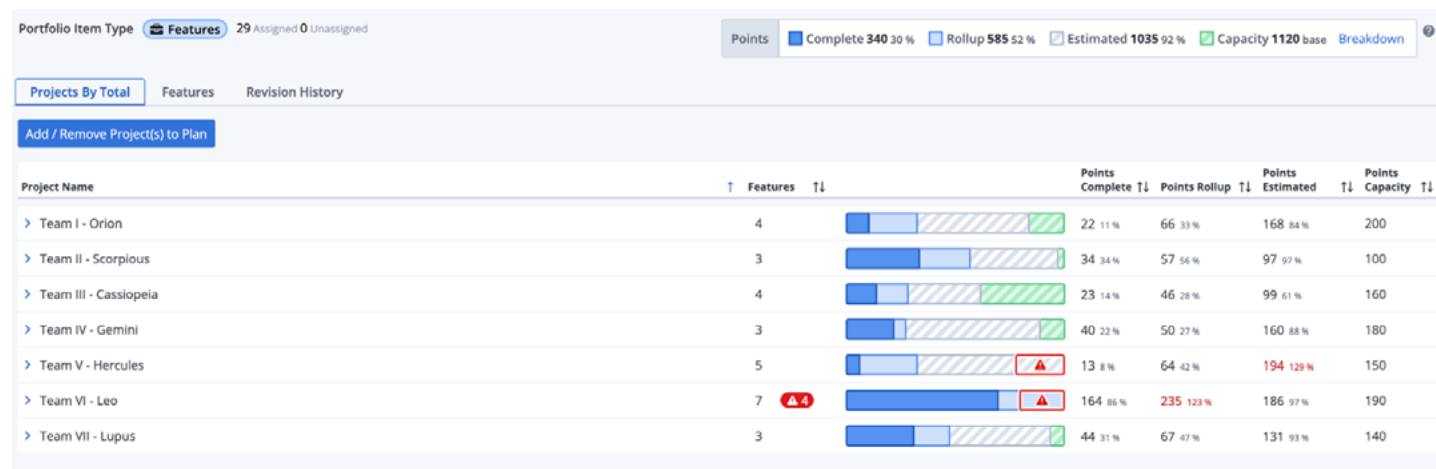 Portfolio Item Type Features 29 Assigned 0 Unassigned
Points Complete 340 30 % Rollup 585 52 % Estimated 1035 92 % Capacity 1120 base Breakdown
Projects By Total Features Revision History
Add / Remove Project(s) to Plan
Project Name ↑ Features ↑↓ Points Complete ↑↓ Points Rollup ↑↓ Points Estimated ↑↓ Points Capacity ↑↓
Team I - Orion 4 22 11 % 66 33 % 168 84 % 200
Team II - Scorpious 3 34 34 % 57 56 % 97 97 % 100
Team III - Cassiopeia 4 23 14 % 46 28 % 99 61 % 160
Team IV - Gemini 3 40 22 % 50 27 % 160 88 % 180
Team V - Hercules 5 13 8 % 64 42 % 194 129 % 150
Team VI - Leo 7 4 164 86 % 235 123 % 186 97 % 190
Team VII - Lupus 3 44 31 % 67 47 % 131 93 % 140